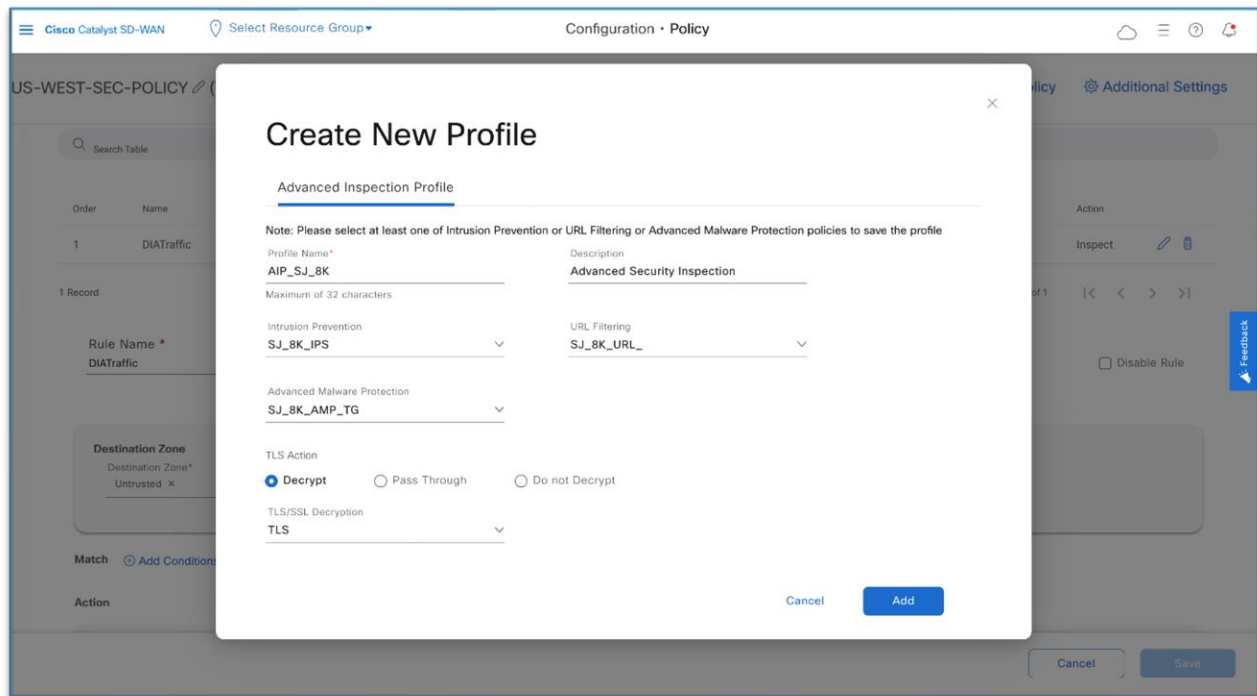 Cisco Catalyst SD-WAN
Select Resource Group
Configuration · Policy
US-WEST-SEC-POLICY (
licy
Additional Settings
Search Table
Order Name Action
1 DIATraffic Inspect
1 Record
of 1
Rule Name *
DIATraffic
Disable Rule
Destination Zone
Destination Zone*
Untrusted ×
Match Add Conditions
Action
Create New Profile
Advanced Inspection Profile
Note: Please select at least one of Intrusion Prevention or URL Filtering or Advanced Malware Protection policies to save the profile
Profile Name* Description
AIP_SJ_8K Advanced Security Inspection
Maximum of 32 characters
Intrusion Prevention URL Filtering
SJ_8K_IPS SJ_8K_URL_
Advanced Malware Protection
SJ_8K_AMP_TG
TLS Action
Decrypt Pass Through Do not Decrypt
TLS/SSL Decryption
TLS
Cancel Add
Feedback
Cancel Save